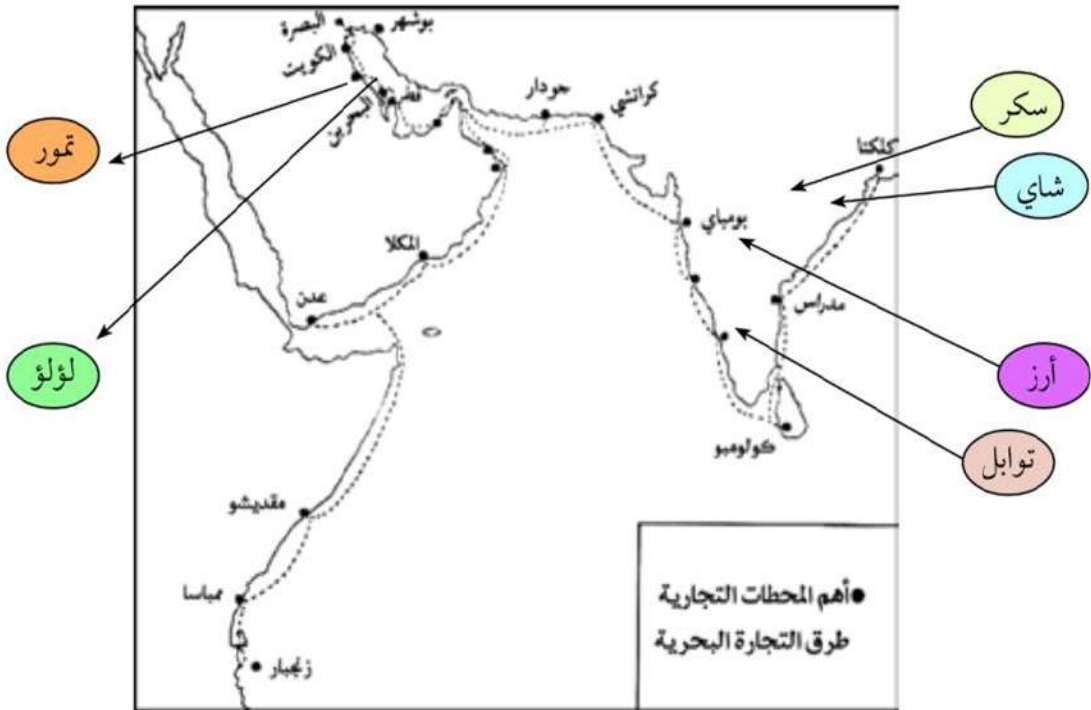 البصرة
بوشهر
الكويت
قطر
البحرين
جودار
كراتشي
كلكتا
سكر
شاي
تمور
بومباي
المكلا
عدن
مدراس
لؤلؤ
أرز
توابل
كولومبو
مقديشو
ممباسا
زنجبار
أهم المحطات التجارية
طرق التجارة البحرية